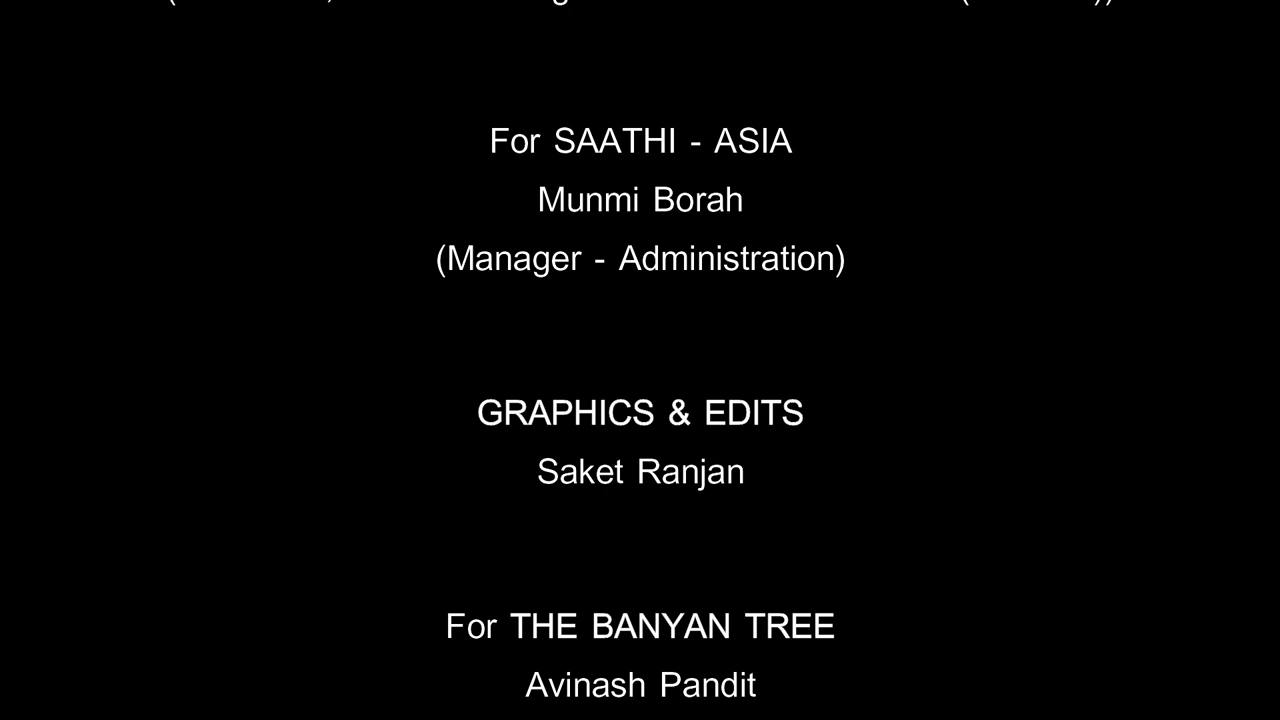 For SAATHI - ASIA
Munmi Borah
(Manager - Administration)
GRAPHICS & EDITS
Saket Ranjan
For THE BANYAN TREE
Avinash Pandit